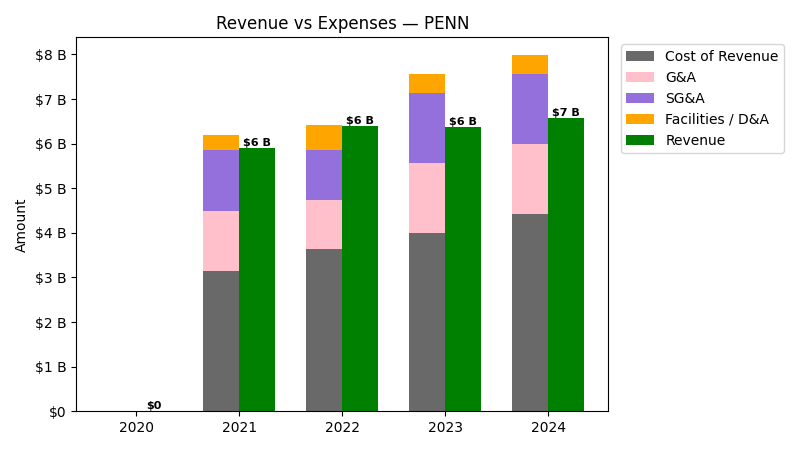 Revenue vs Expenses — PENN
Cost of Revenue
G&A
SG&A
Facilities / D&A
Revenue
Amount
$8 B
$7 B
$6 B
$5 B
$4 B
$3 B
$2 B
$1 B
$0
$0
$6 B
$6 B
$6 B
$7 B
2020
2021
2022
2023
2024